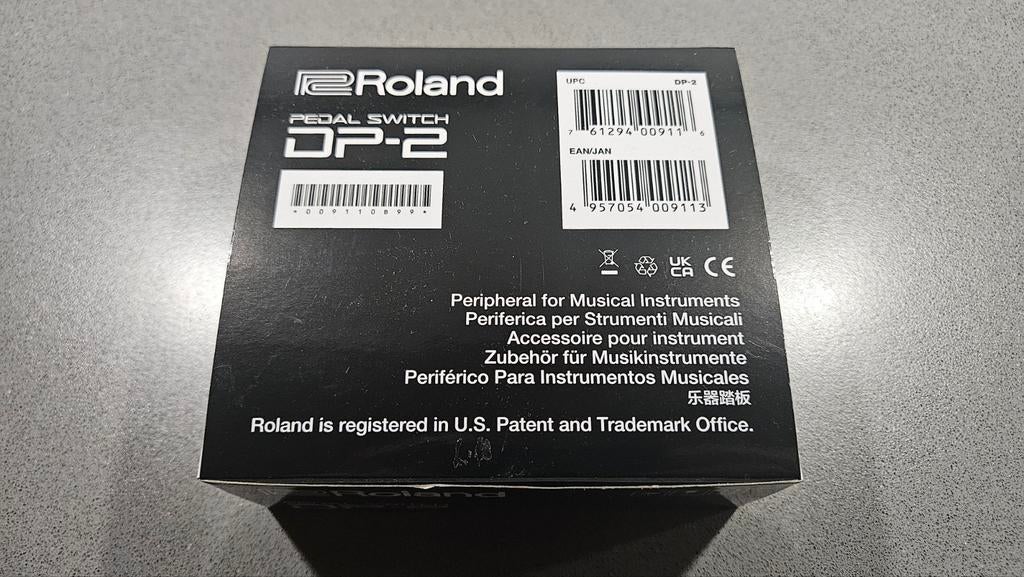 Roland
PEDAL SWITCH
DP-2
*0091110899*
UPC DP-2
7 61294 00911 6
EAN/JAN
4 957054 009113
UK
CA
CE
Peripheral for Musical Instruments
Periferica per Strumenti Musicali
Accessoire pour instrument
Zubehör für Musikinstrumente
Periférico Para Instrumentos Musicales
乐器踏板
Roland is registered in U.S. Patent and Trademark Office.
Roland